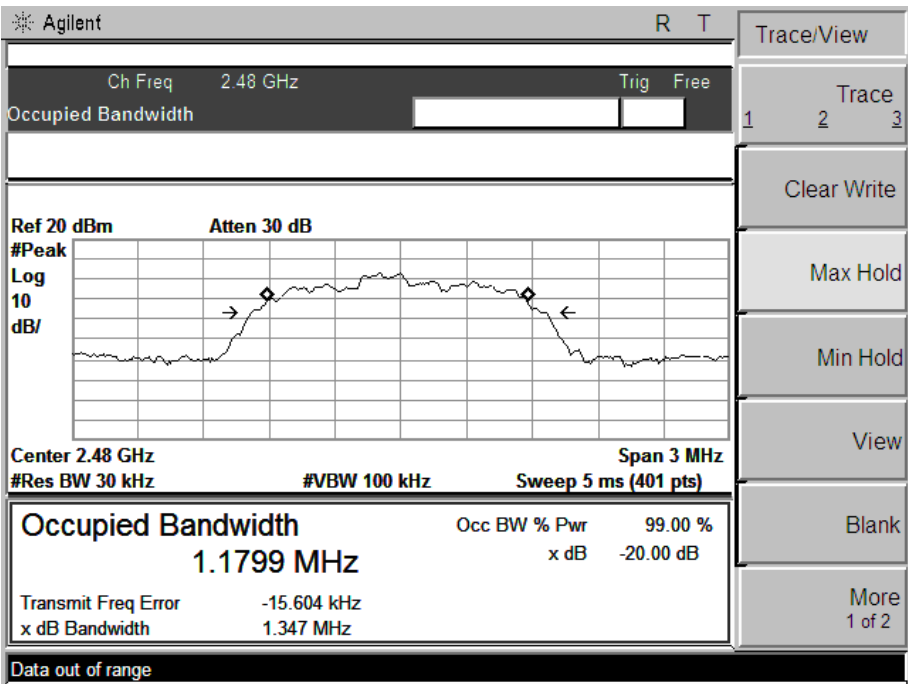 Agilent R T
Trace/View
Ch Freq 2.48 GHz Trig Free
Occupied Bandwidth
Trace
1 2 3
Clear Write
Ref 20 dBm Atten 30 dB
#Peak
Log
10
dB/
Max Hold
Min Hold
View
Center 2.48 GHz Span 3 MHz
#Res BW 30 kHz #VBW 100 kHz Sweep 5 ms (401 pts)
Occupied Bandwidth Occ BW % Pwr 99.00 %
1.1799 MHz x dB -20.00 dB
Blank
Transmit Freq Error -15.604 kHz
x dB Bandwidth 1.347 MHz
More
1 of 2
Data out of range